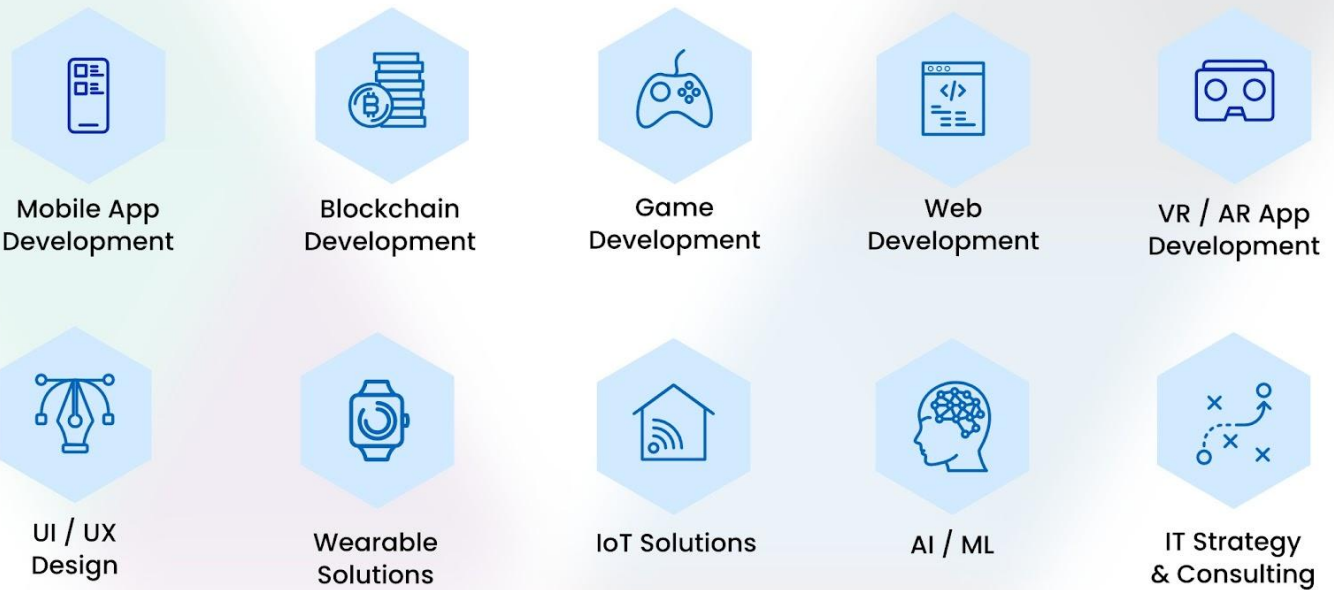 Mobile App
Development
Blockchain
Development
Game
Development
Web
Development
VR / AR App
Development
UI / UX
Design
Wearable
Solutions
IoT Solutions
AI / ML
IT Strategy
& Consulting